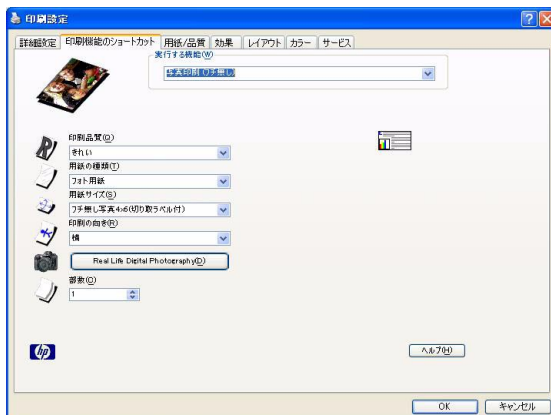 印刷設定
詳細設定 印刷機能のショートカット 用紙/品質 効果 レイアウト カラー サービス
実行する機能(W)
写真印刷 (フチ無し)
印刷品質(Q)
きれい
用紙の種類(T)
フォト用紙
用紙サイズ(S)
フチ無し写真4x6(切り取りラベル付)
印刷の向き(R)
横
Real Life Digital Photography(D)
部数(O)
1
hp
ヘルプ(H)
OK キャンセル